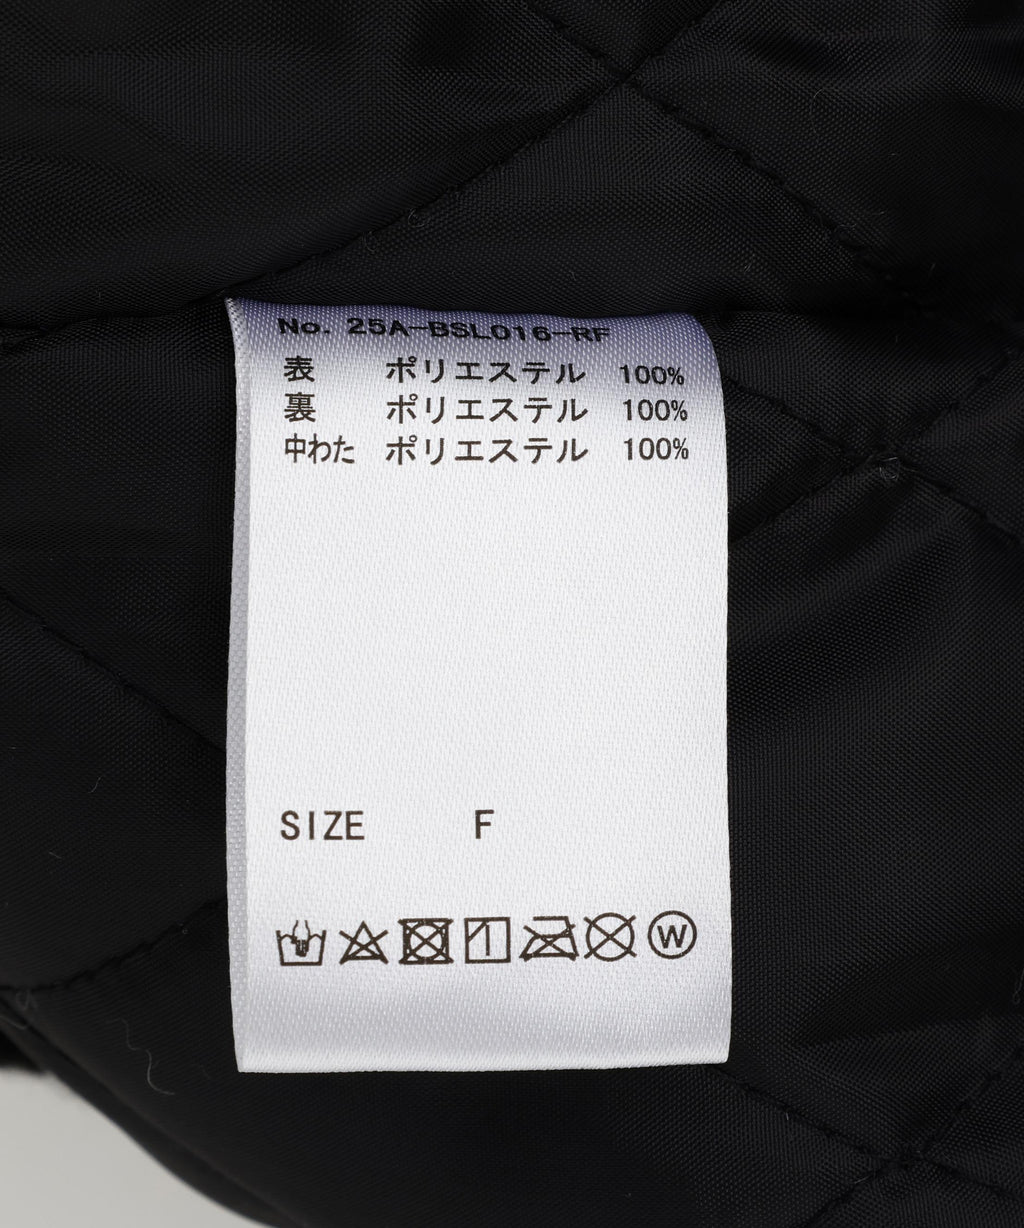 No. 25A-BSL016-RF
表 ポリエステル 100%
裏 ポリエステル 100%
中わた ポリエステル 100%
SIZE F
W